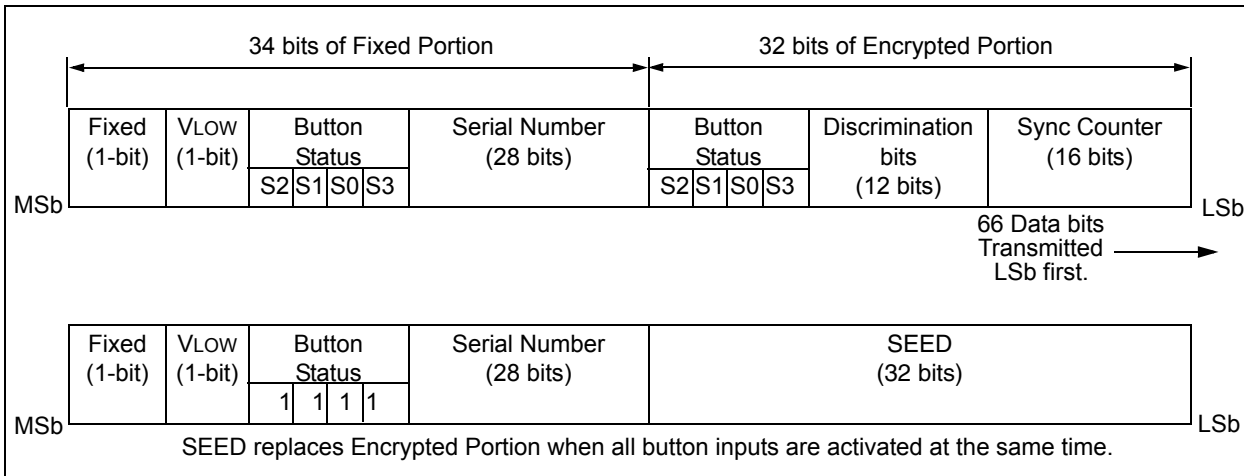 34 bits of Fixed Portion
32 bits of Encrypted Portion
Fixed
(1-bit)
VLOW
(1-bit)
Button
Status
S2 S1 S0 S3
Serial Number
(28 bits)
Button
Status
S2 S1 S0 S3
Discrimination
bits
(12 bits)
Sync Counter
(16 bits)
MSb
LSb
66 Data bits
Transmitted
LSb first.
Fixed
(1-bit)
VLOW
(1-bit)
Button
Status
1 1 1 1
Serial Number
(28 bits)
SEED
(32 bits)
MSb
LSb
SEED replaces Encrypted Portion when all button inputs are activated at the same time.